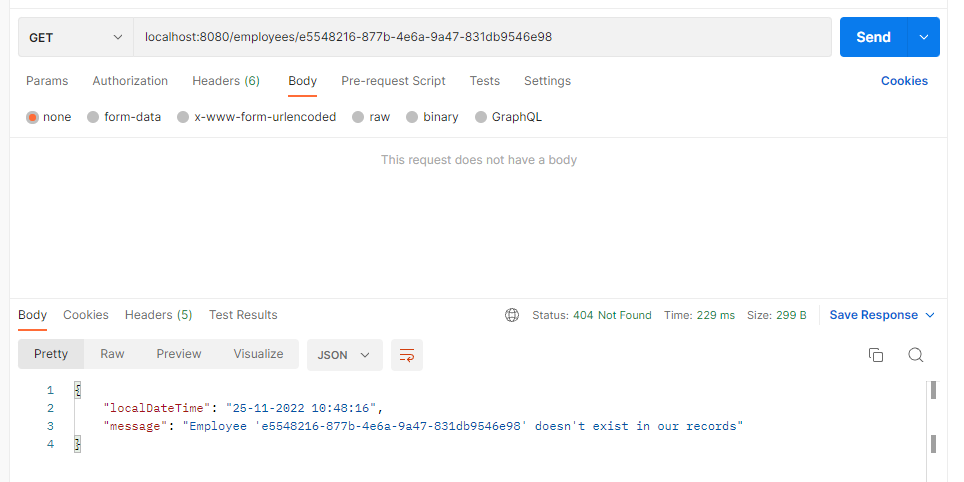 GET localhost:8080/employees/e5548216-877b-4e6a-9a47-831db9546e98 Send
Params Authorization Headers (6) Body Pre-request Script Tests Settings Cookies
none form-data x-www-form-urlencoded raw binary GraphQL
This request does not have a body
Body Cookies Headers (5) Test Results Status: 404 Not Found Time: 229 ms Size: 299 B Save Response
Pretty Raw Preview Visualize JSON
1 {
2 "localDateTime": "25-11-2022 10:48:16",
3 "message": "Employee 'e5548216-877b-4e6a-9a47-831db9546e98' doesn't exist in our records"
4 }